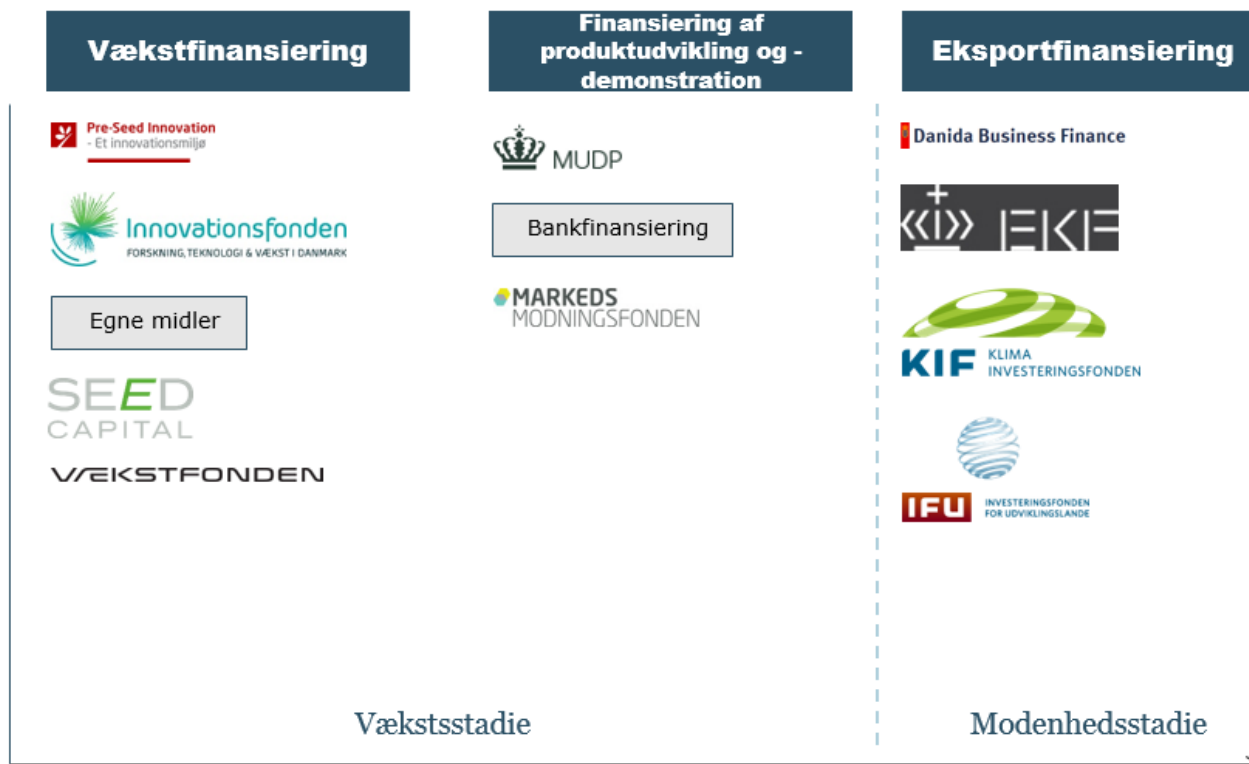 Vækstfinansiering
Finansiering af
produktudvikling og -
demonstration
Eksportfinansiering
Pre-Seed Innovation
- Et innovationsmiljø
Innovationsfonden
FORSKNING, TEKNOLOGI & VÆKST I DANMARK
Egne midler
SEED
CAPITAL
VÆKSTFONDEN
MUDP
Bankfinansiering
MARKEDS
MODNINGSFONDEN
Danida Business Finance
EKF
KIF KLIMA
INVESTERINGSFONDEN
IFU INVESTERINGSFONDEN
FOR UDVIKLINGSLANDE
Vækstsstadie
Modenhedsstadie